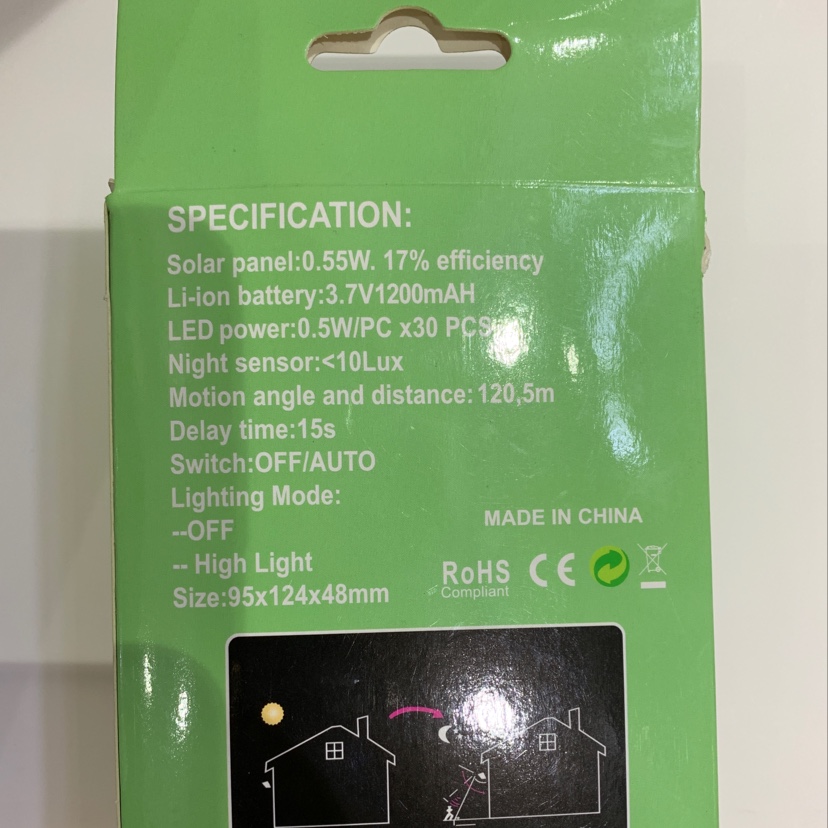 SPECIFICATION:
Solar panel:0.55W. 17% efficiency
Li-ion battery:3.7V1200mAH
LED power:0.5W/PC x30 PCS
Night sensor:<10Lux
Motion angle and distance: 120,5m
Delay time:15s
Switch:OFF/AUTO
Lighting Mode:
--OFF
-- High Light
Size:95x124x48mm
MADE IN CHINA
RoHS CE
Compliant